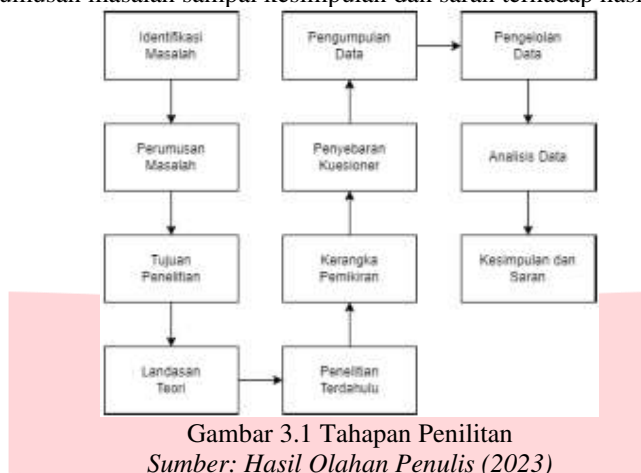 masalah sampai kesimpulan dan saran terhadap
Identifikasi
Masalah
Perumusan
Masalah
Tujuan
Penelitian
Landasan
Teori
Penelitian
Terdahulu
Kerangka
Pemikiran
Penyebaran
Kuesioner
Pengumpulan
Data
Pengelolan
Data
Analisis Data
Kesimpulan dan
Saran
Gambar 3.1 Tahapan Penilitan
Sumber: Hasil Olahan Penulis (2023)